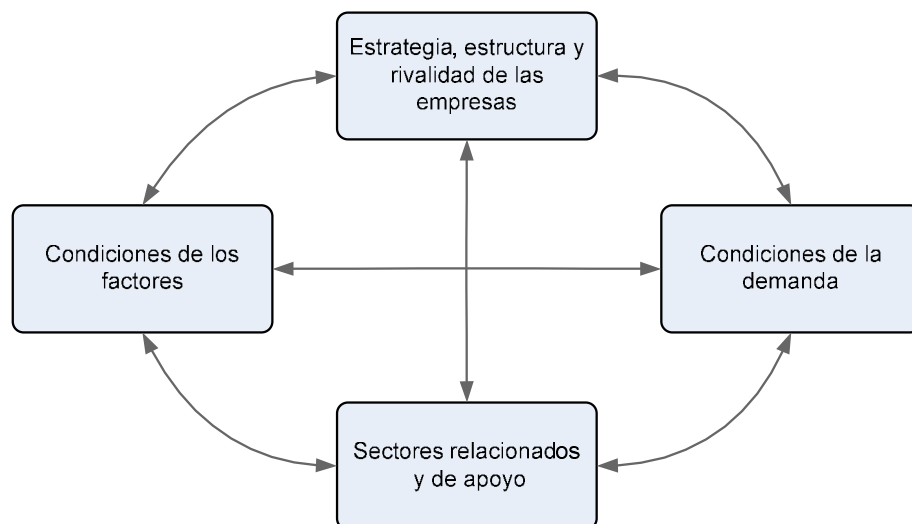 Estrategia, estructura y
rivalidad de las
empresas
Condiciones de los
factores
Condiciones de la
demanda
Sectores relacionados
y de apoyo